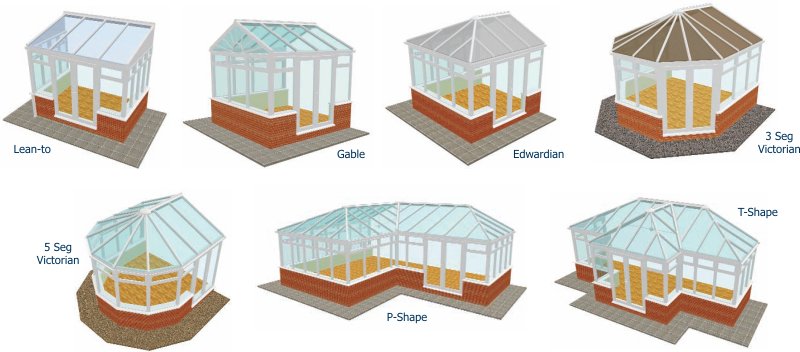 Lean-to
Gable
Edwardian
3 Seg
Victorian
5 Seg
Victorian
P-Shape
T-Shape